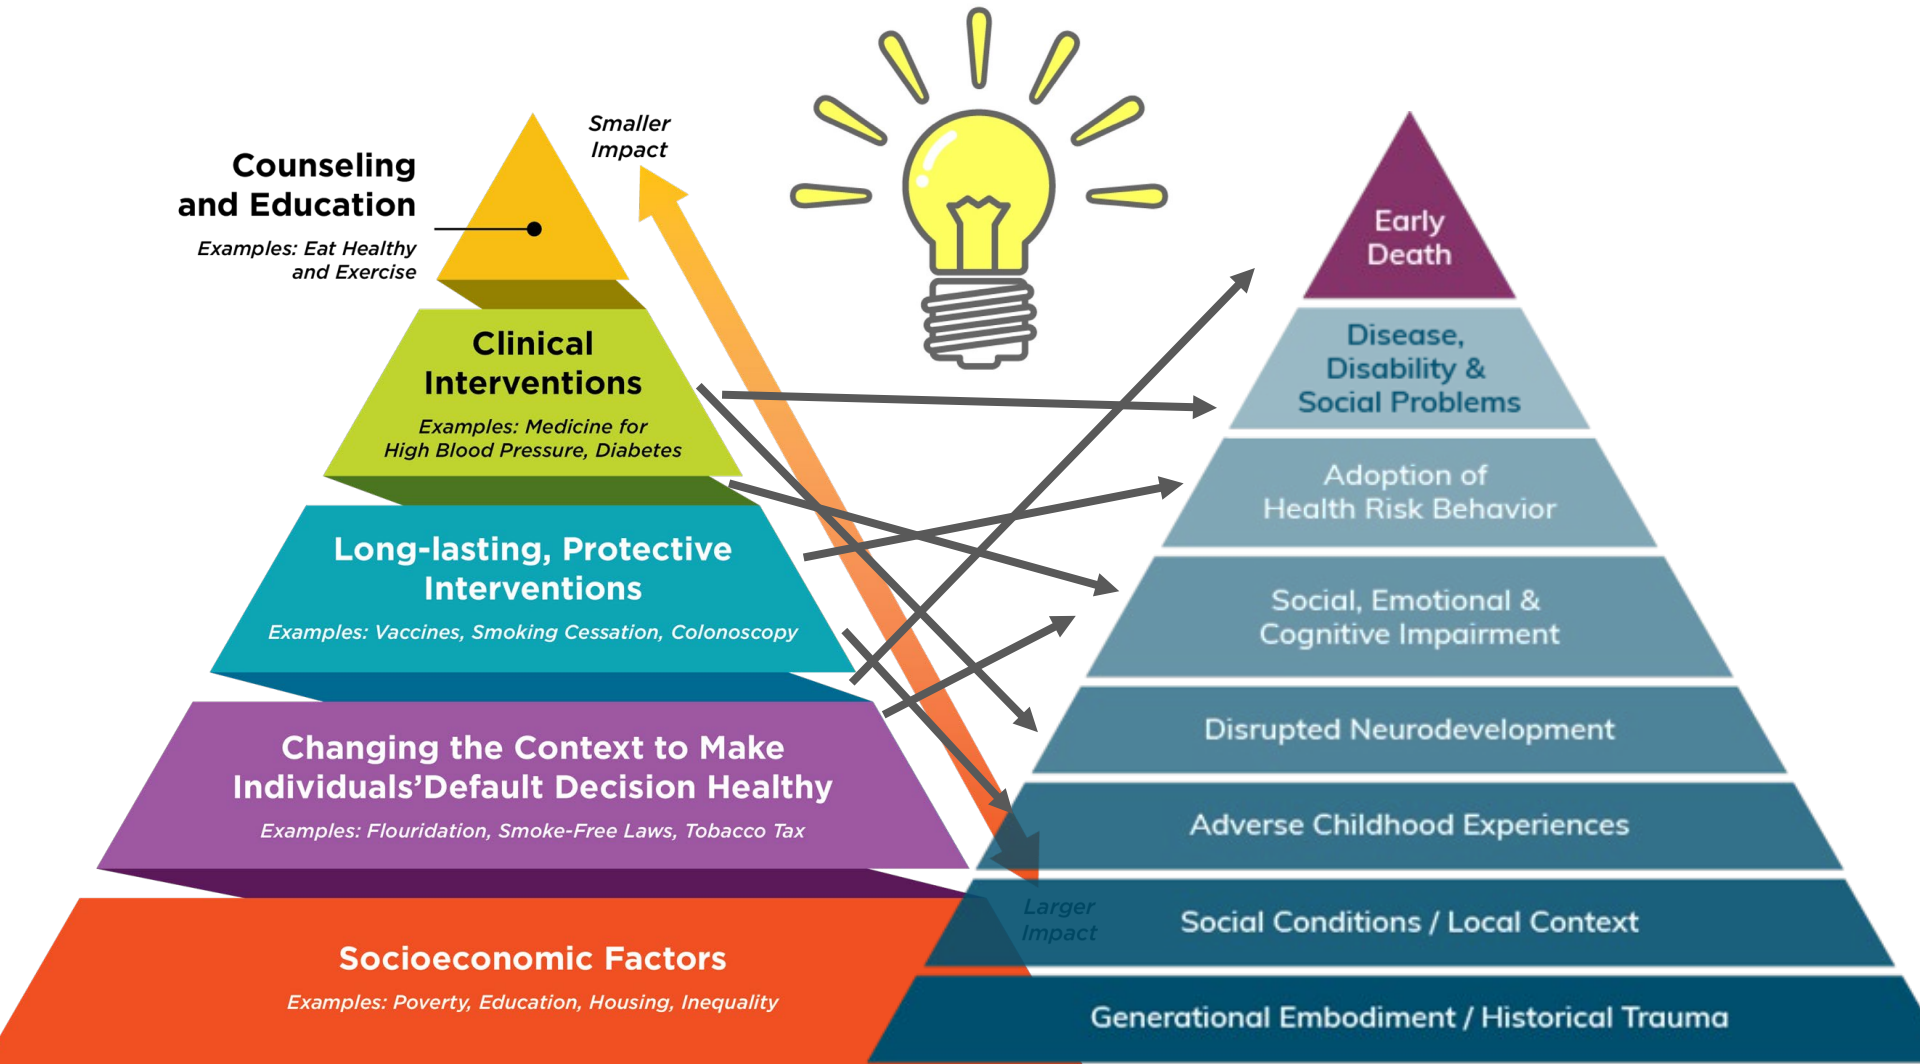 Counseling
and Education
Examples: Eat Healthy
and Exercise
Smaller
Impact
Clinical
Interventions
Examples: Medicine for
High Blood Pressure, Diabetes
Long-lasting, Protective
Interventions
Examples: Vaccines, Smoking Cessation, Colonoscopy
Changing the Context to Make
Individuals’Default Decision Healthy
Examples: Flouridation, Smoke-Free Laws, Tobacco Tax
Larger
Impact
Socioeconomic Factors
Examples: Poverty, Education, Housing, Inequality
Early
Death
Disease,
Disability &
Social Problems
Adoption of
Health Risk Behavior
Social, Emotional &
Cognitive Impairment
Disrupted Neurodevelopment
Adverse Childhood Experiences
Social Conditions / Local Context
Generational Embodiment / Historical Trauma